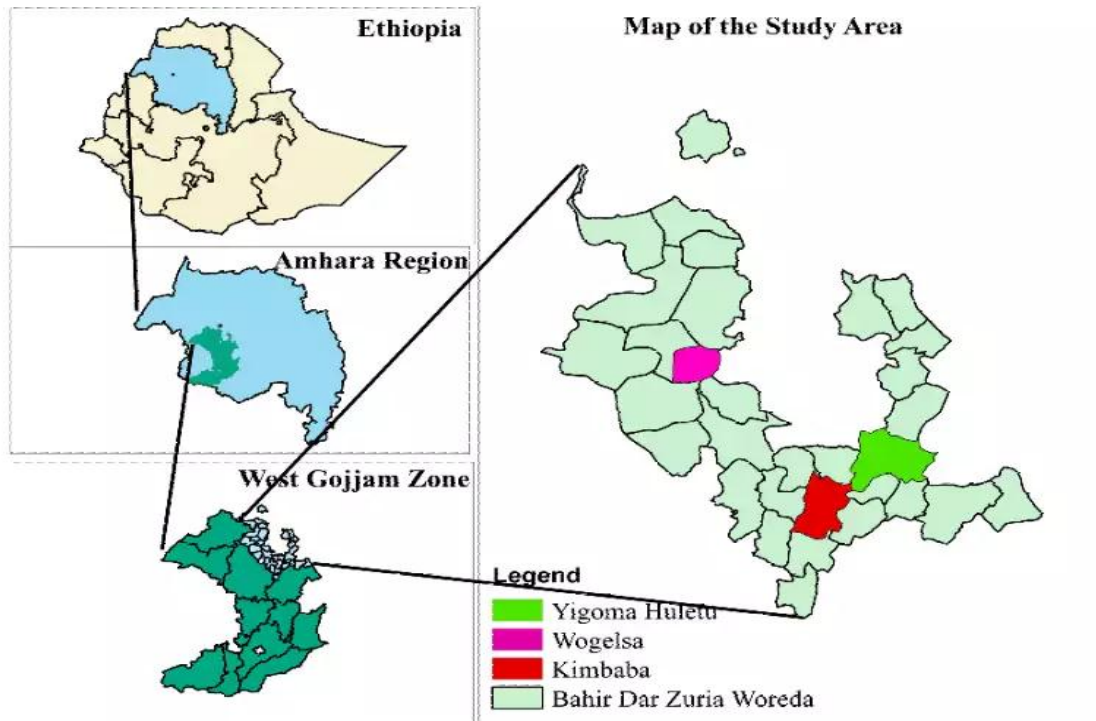 Ethiopia
Map of the Study Area
Amhara Region
West Gojjam Zone
Legend
Yigoma Huletu
Wogelsa
Kimbaba
Bahir Dar Zuria Woreda